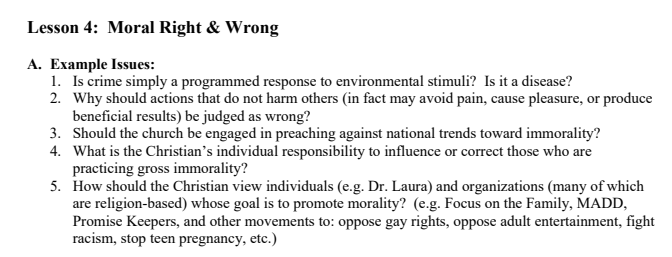 Lesson 4:  Moral Right & Wrong
A.  Example Issues:
1.  Is crime simply a programmed response to environmental stimuli?  Is it a disease?
2.  Why should actions that do not harm others (in fact may avoid pain, cause pleasure, or produce
beneficial results) be judged as wrong?
3.  Should the church be engaged in preaching against national trends toward immorality?
4.  What is the Christian's individual responsibility to influence or correct those who are
practicing gross immorality?
5.  How should the Christian view individuals (e.g. Dr. Laura) and organizations (many of which
are religion-based) whose goal is to promote morality?  (e.g. Focus on the Family, MADD,
Promise Keepers, and other movements to: oppose gay rights, oppose adult entertainment, fight
racism, stop teen pregnancy, etc.)